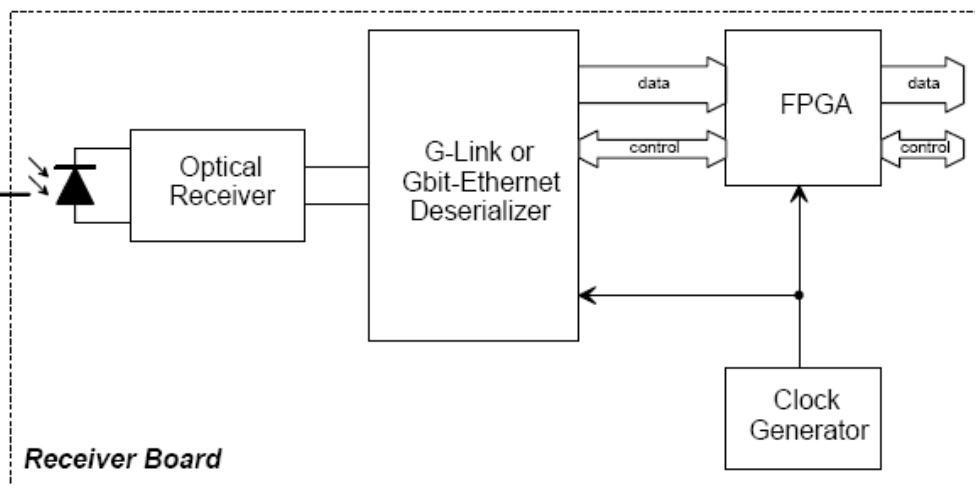 Optical
Receiver
G-Link or
Gbit-Ethernet
Deserializer
data
control
FPGA
data
control
Clock
Generator
Receiver Board